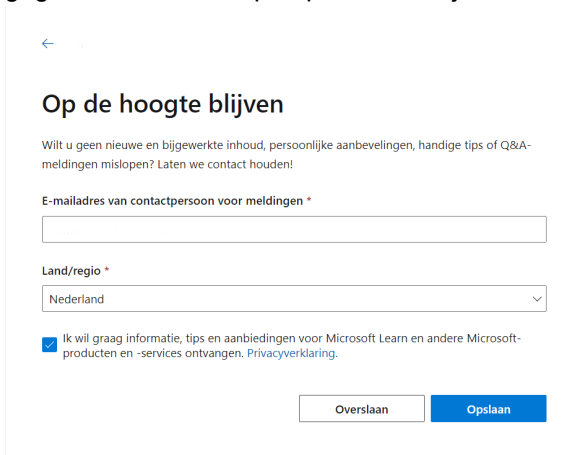 Op de hoogte blijven
Wilt u geen nieuwe en bijgewerkte inhoud, persoonlijke aanbevelingen, handige tips of Q&A-
meldingen mislopen? Laten we contact houden!
E-mailadres van contactpersoon voor meldingen *
Land/regio *
Nederland
Ik wil graag informatie, tips en aanbiedingen voor Microsoft Learn en andere Microsoft-
producten en -services ontvangen. Privacyverklaring.
Overslaan Opslaan